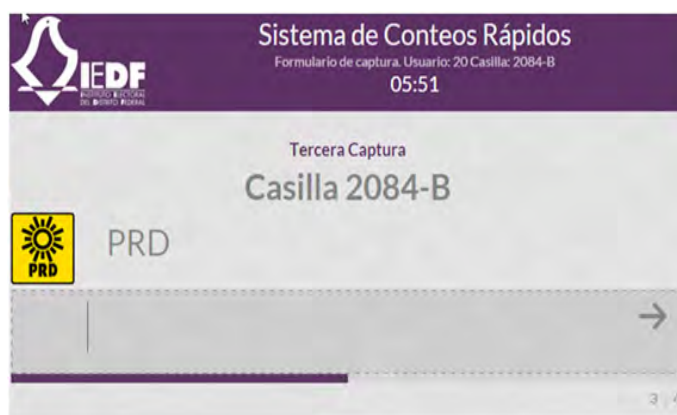 Sistema de Conteos Rápidos
Formulario de captura. Usuario: 20 Casilla: 2084-B
05:51
IEDF
INSTITUTO ELECTORAL
DEL DISTRITO FEDERAL
Tercera Captura
Casilla 2084-B
PRD
PRD
3